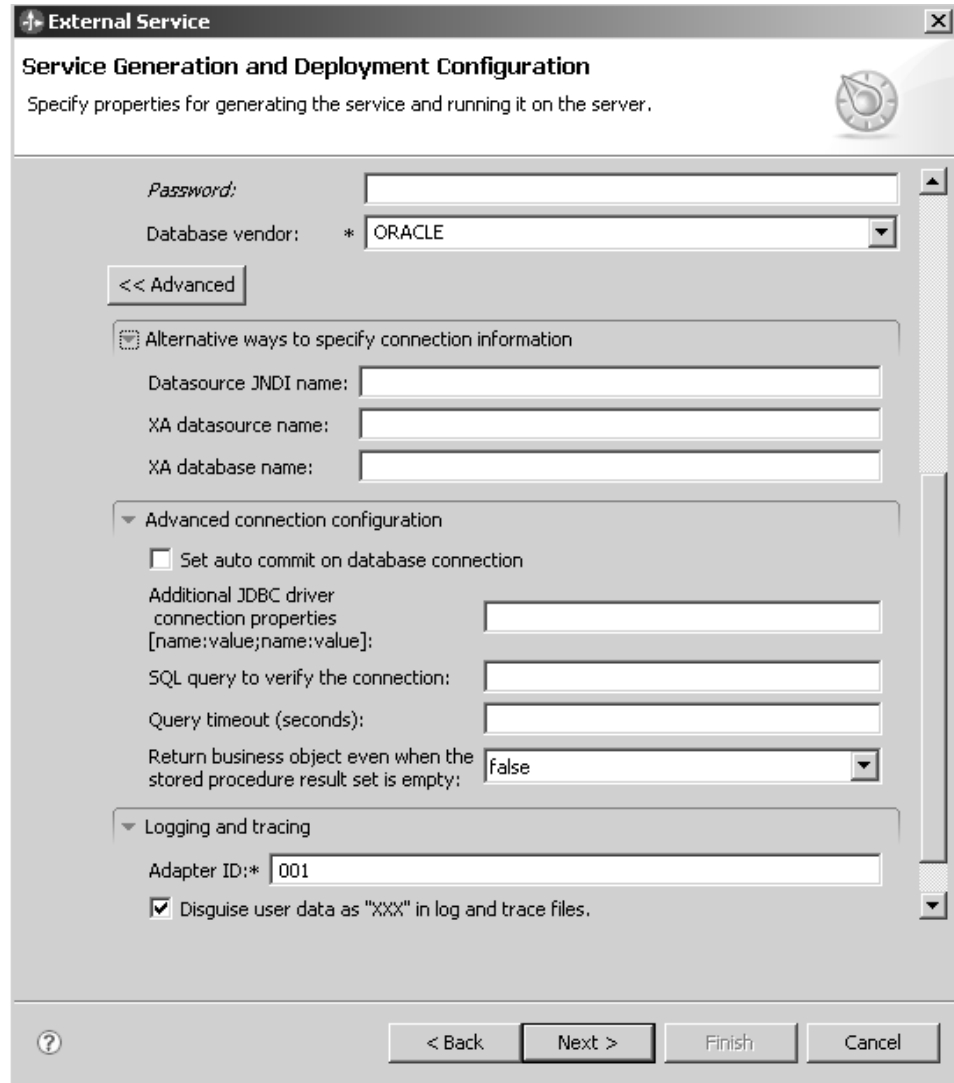 External Service
Service Generation and Deployment Configuration
Specify properties for generating the service and running it on the server.
Password:
Database vendor: * ORACLE
<< Advanced
Alternative ways to specify connection information
Datasource JNDI name:
XA datasource name:
XA database name:
Advanced connection configuration
Set auto commit on database connection
Additional JDBC driver
connection properties
[name:value;name:value]:
SQL query to verify the connection:
Query timeout (seconds):
Return business object even when the
stored procedure result set is empty: false
Logging and tracing
Adapter ID:* 001
Disguise user data as "XXX" in log and trace files.
? < Back Next > Finish Cancel